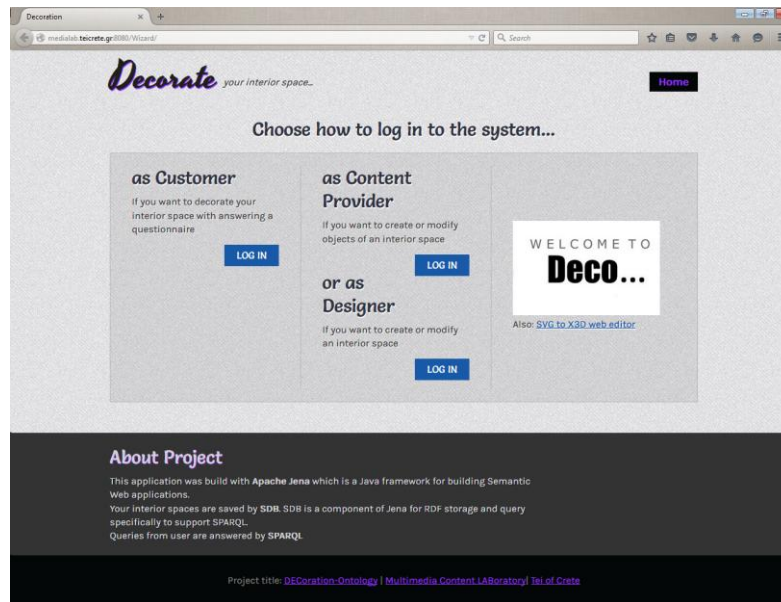 Decoration
medialab.teicrete.gr:8080/Wizard/
Search
Decorate your interior space...
Home
Choose how to log in to the system...
as Customer
If you want to decorate your
interior space with answering a
questionnaire
LOG IN
as Content
Provider
If you want to create or modify
objects of an interior space
LOG IN
or as
Designer
If you want to create or modify
an interior space
LOG IN
WELCOME TO
Deco...
Also: SVG to X3D web editor
About Project
This application was build with Apache Jena which is a Java framework for building Semantic
Web applications.
Your interior spaces are saved by SDB. SDB is a component of Jena for RDF storage and query
specifically to support SPARQL.
Queries from user are answered by SPARQL
Project title: DECoration-Ontology | Multimedia Content LABoratory| Tei of Crete